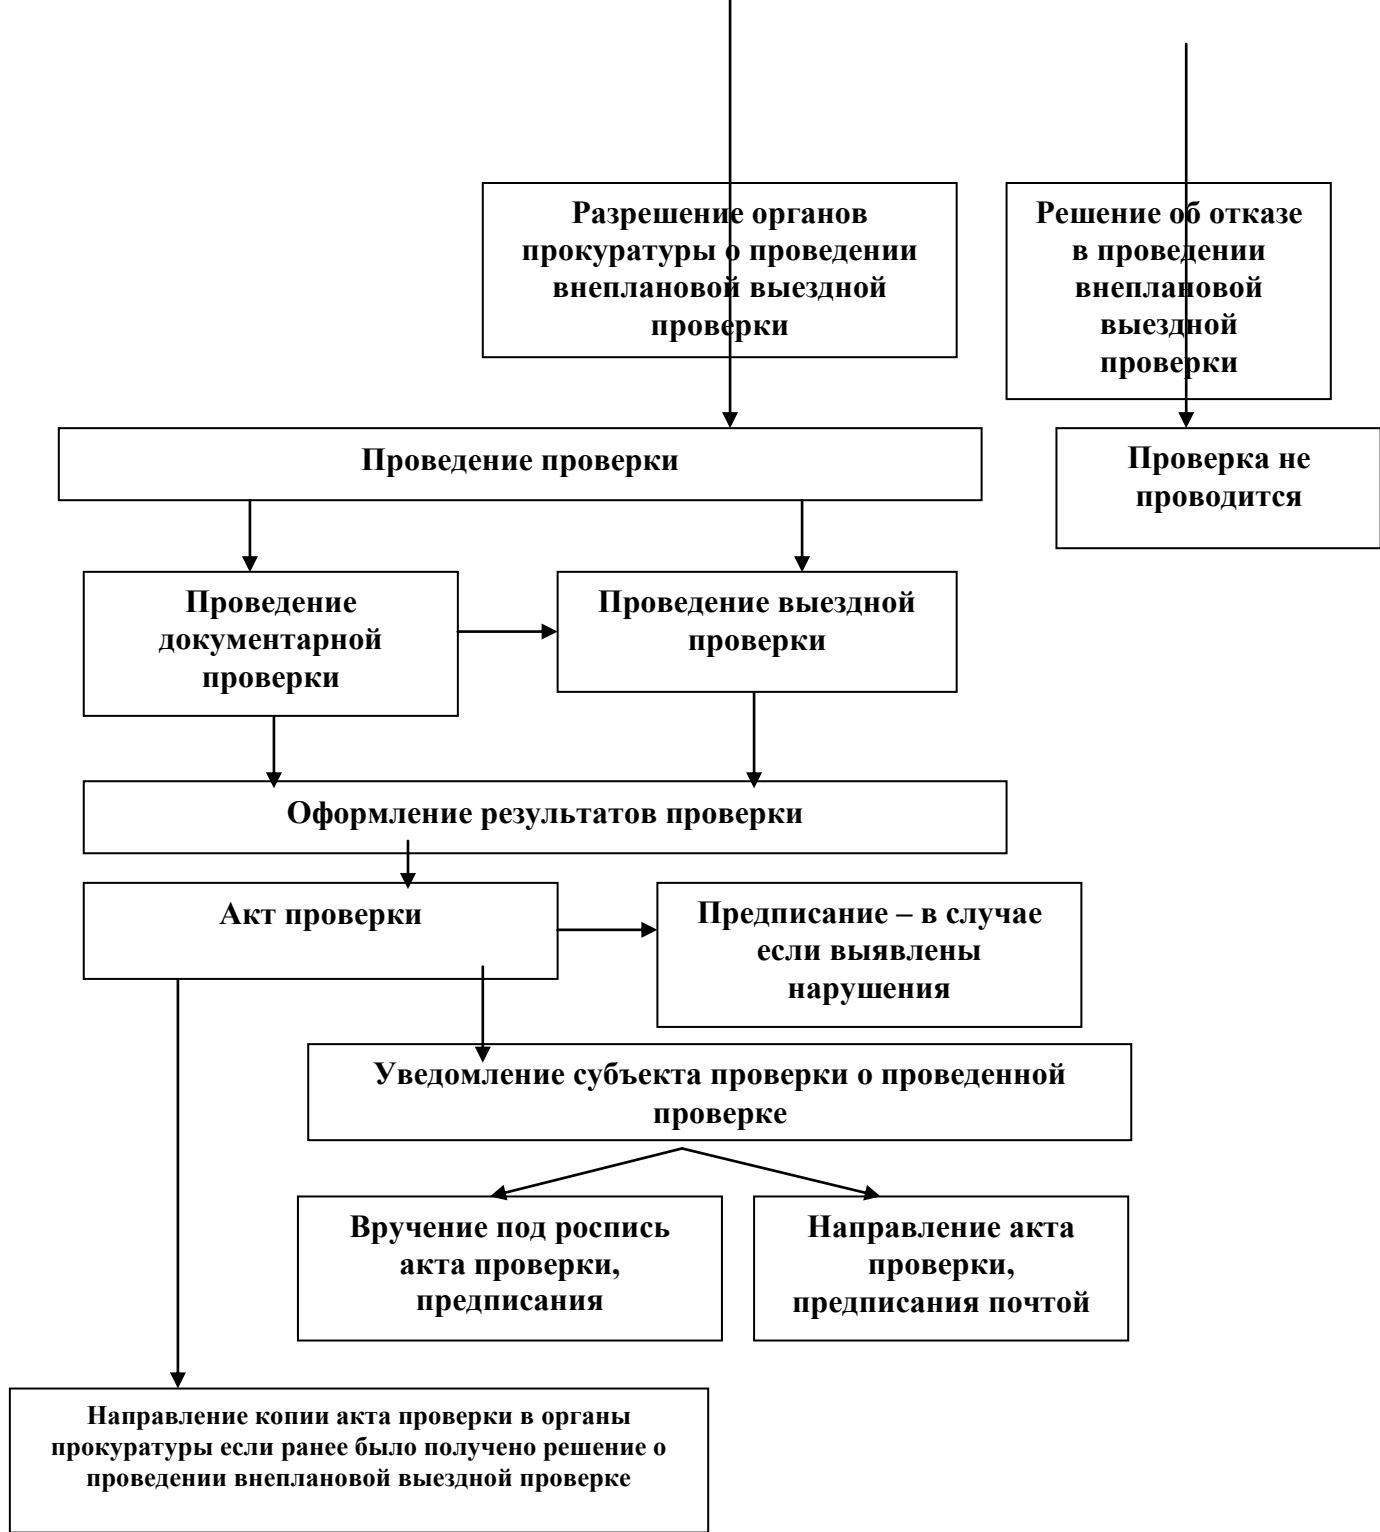 Разрешение органов
прокуратуры о проведении
внеплановой выездной
проверки
Решение об отказе
в проведении
внеплановой
выездной
проверки
Проведение проверки
Проверка не
проводится
Проведение
документарной
проверки
Проведение выездной
проверки
Оформление результатов проверки
Акт проверки
Предписание – в случае
если выявлены
нарушения
Уведомление субъекта проверки о проведенной
проверке
Вручение под роспись
акта проверки,
предписания
Направление акта
проверки,
предписания почтой
Направление копии акта проверки в органы
прокуратуры если ранее было получено решение о
проведении внеплановой выездной проверке